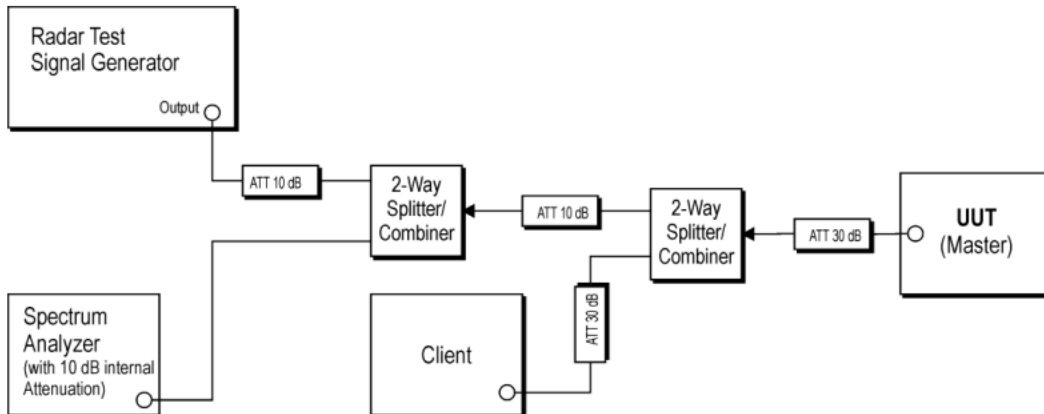 Radar Test
Signal Generator
Output
ATT 10 dB
2-Way
Splitter/
Combiner
ATT 10 dB
2-Way
Splitter/
Combiner
ATT 30 dB
UUT
(Master)
Spectrum
Analyzer
(with 10 dB internal
Attenuation)
Client
ATT 30 dB